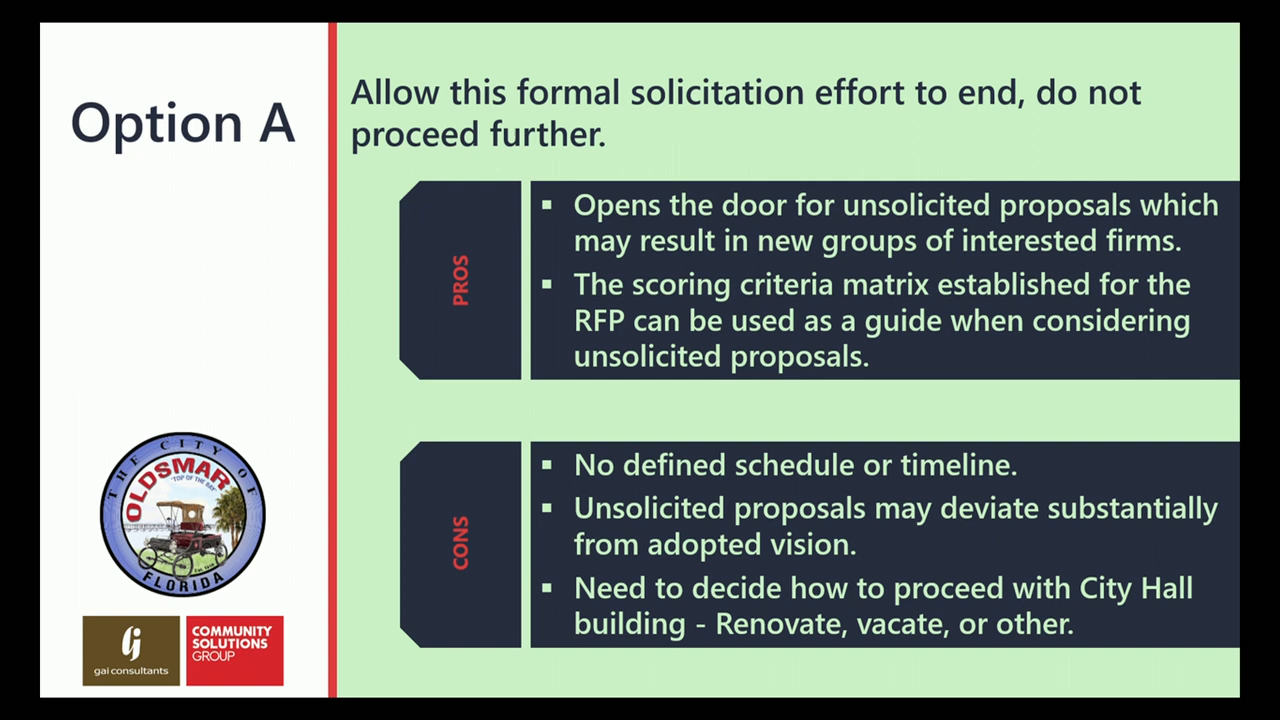 Option A
Allow this formal solicitation effort to end, do not
proceed further.
PROS
▪ Opens the door for unsolicited proposals which
may result in new groups of interested firms.
▪ The scoring criteria matrix established for the
RFP can be used as a guide when considering
unsolicited proposals.
CONS
▪ No defined schedule or timeline.
▪ Unsolicited proposals may deviate substantially
from adopted vision.
▪ Need to decide how to proceed with City Hall
building - Renovate, vacate, or other.
THE CITY OF
OLDSMAR
"TOP OF THE BAY"
FLORIDA
gai consultants
COMMUNITY
SOLUTIONS
GROUP